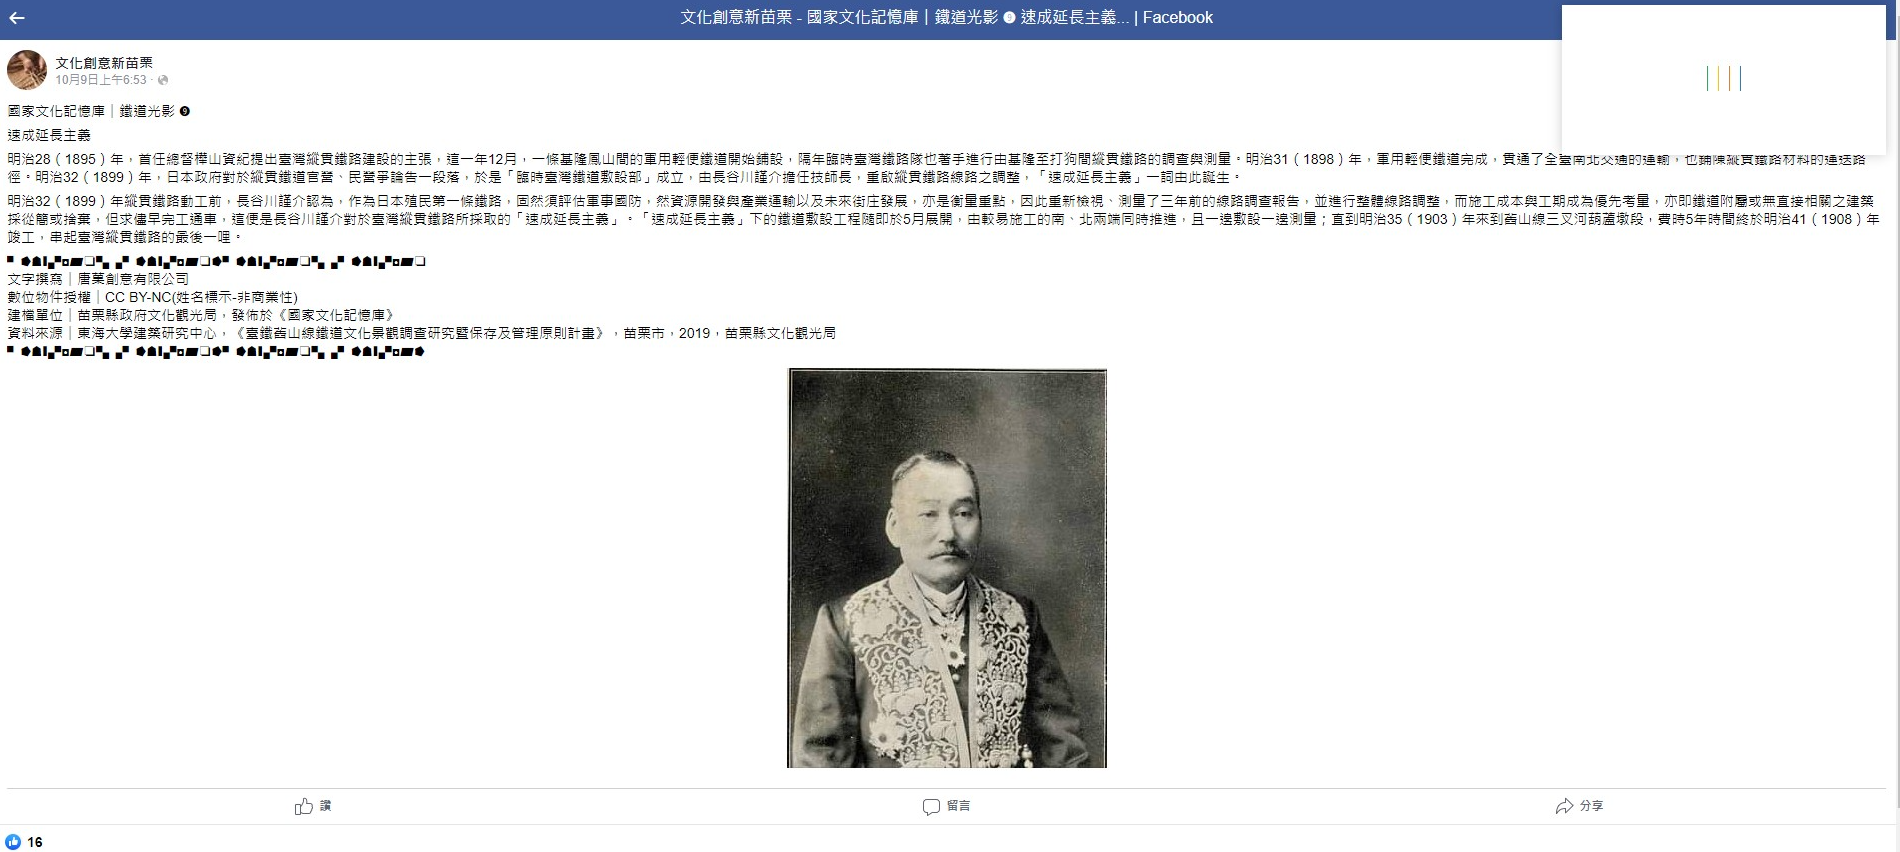 文化創意新苗栗 - 國家文化記憶庫｜鐵道光影 ❾ 速成延長主義... | Facebook
文化創意新苗栗
10月9日上午6:53 ·
國家文化記憶庫｜鐵道光影 ❾
速成延長主義
明治28（1895）年，首任總督樺山資紀提出臺灣縱貫鐵路建設的主張，這一年12月，一條基隆鳳山間的軍用輕便鐵道開始鋪設，隔年臨時臺灣鐵路隊也著手進行由基隆至打狗間縱貫鐵路的調查與測量。明治31（1898）年，軍用輕便鐵道完成，貫通了全臺南北交通的運輸，也鋪陳縱貫鐵路材料的運送路
徑。明治32（1899）年，日本政府對於縱貫鐵道官營、民營爭論告一段落，於是「臨時臺灣鐵道敷設部」成立，由長谷川謹介擔任技師長，重啟縱貫鐵路線路之調整，「速成延長主義」一詞由此誕生。
明治32（1899）年縱貫鐵路動工前，長谷川謹介認為，作為日本殖民第一條鐵路，固然須評估軍事國防，然資源開發與產業運輸以及未來街庄發展，亦是衡量重點，因此重新檢視、測量了三年前的線路調查報告，並進行整體線路調整，而施工成本與工期成為優先考量，亦即鐵道附屬或無直接相關之建築
採從簡或捨棄，但求儘早完工通車，這便是長谷川謹介對於臺灣縱貫鐵路所採取的「速成延長主義」。「速成延長主義」下的鐵道敷設工程隨即於5月展開，由較易施工的南、北兩端同時推進，且一邊敷設一邊測量；直到明治35（1903）年來到舊山線三叉河葫蘆墩段，費時5年時間終於明治41（1908）年
竣工，串起臺灣縱貫鐵路的最後一哩。
文字撰寫｜唐菓創意有限公司
數位物件授權｜CC BY-NC(姓名標示-非商業性)
建檔單位｜苗栗縣政府文化觀光局，發佈於《國家文化記憶庫》
資料來源｜東海大學建築研究中心，《臺鐵舊山線鐵道文化景觀調查研究暨保存及管理原則計畫》，苗栗市，2019，苗栗縣文化觀光局
讚
留言
分享
16